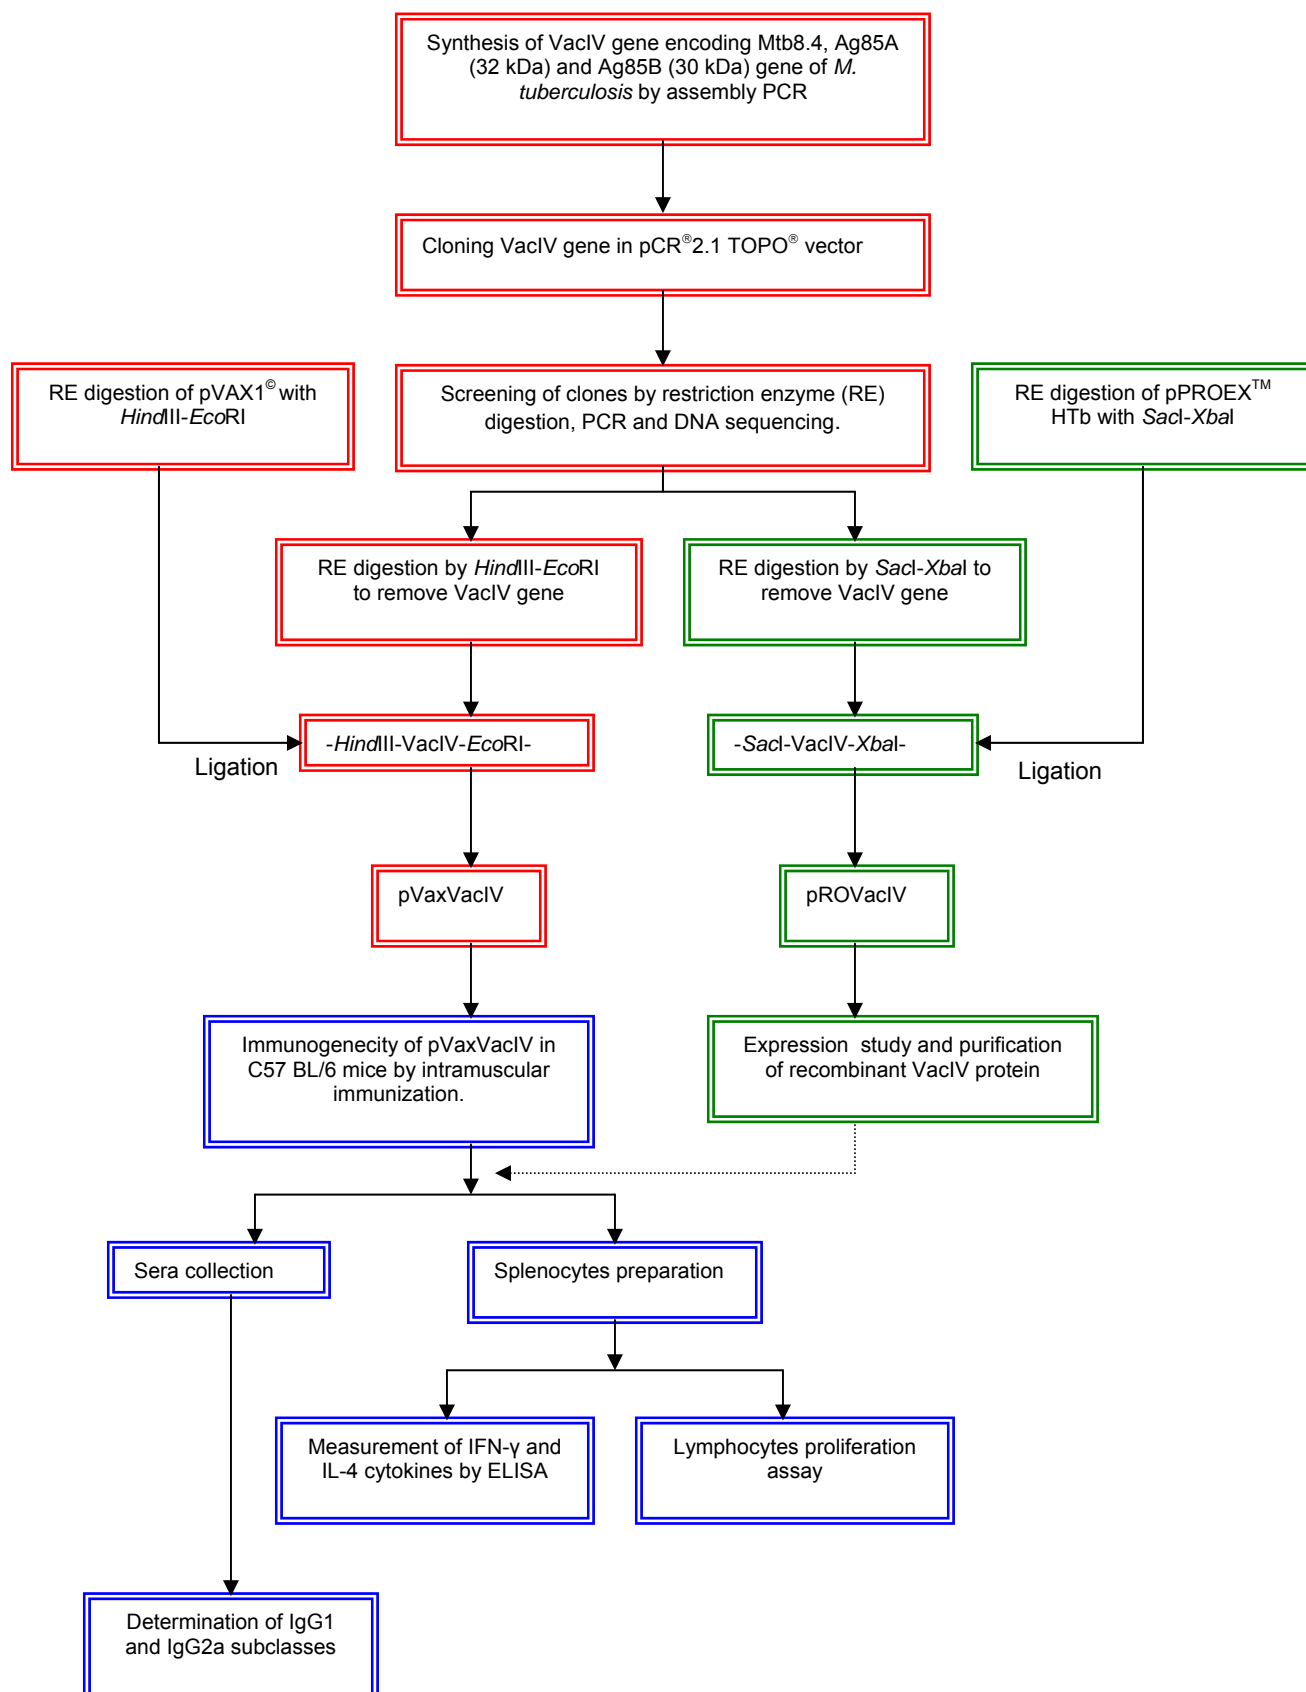 Synthesis of VacIV gene encoding Mtb8.4, Ag85A
(32 kDa) and Ag85B (30 kDa) gene of M.
tuberculosis by assembly PCR
Cloning VacIV gene in pCR®2.1 TOPO® vector
RE digestion of pVAX1© with
HindIII-EcoRI
Screening of clones by restriction enzyme (RE)
digestion, PCR and DNA sequencing.
RE digestion of pPROEX™
HTb with SacI-XbaI
RE digestion by HindIII-EcoRI
to remove VacIV gene
RE digestion by SacI-XbaI to
remove VacIV gene
-HindIII-VacIV-EcoRI-
-SacI-VacIV-XbaI-
Ligation
Ligation
pVaxVacIV
pROVacIV
Immunogenecity of pVaxVacIV in
C57 BL/6 mice by intramuscular
immunization.
Expression study and purification
of recombinant VacIV protein
Sera collection
Splenocytes preparation
Measurement of IFN-γ and
IL-4 cytokines by ELISA
Lymphocytes proliferation
assay
Determination of IgG1
and IgG2a subclasses